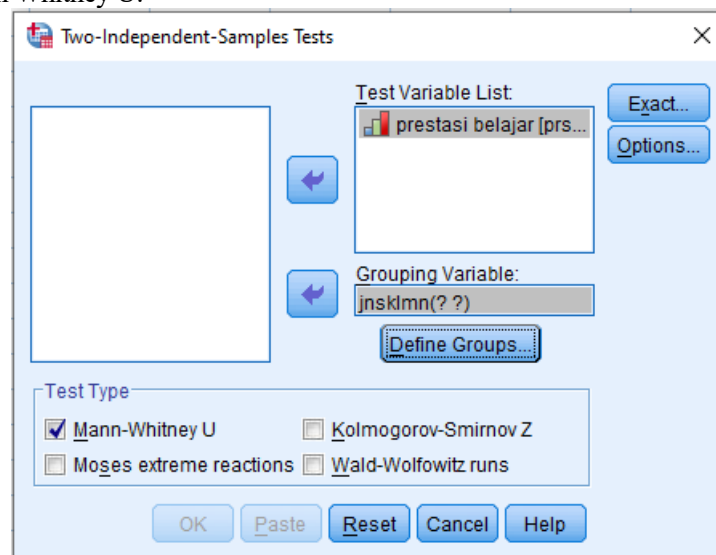 Whitney U.
Two-Independent-Samples Tests
Test Variable List:
prestasi belajar [prs...
Exact...
Options...
Grouping Variable:
jnsklmn(? ?)
Define Groups...
Test Type
Mann-Whitney U
Kolmogorov-Smirnov Z
Moses extreme reactions
Wald-Wolfowitz runs
OK Paste Reset Cancel Help